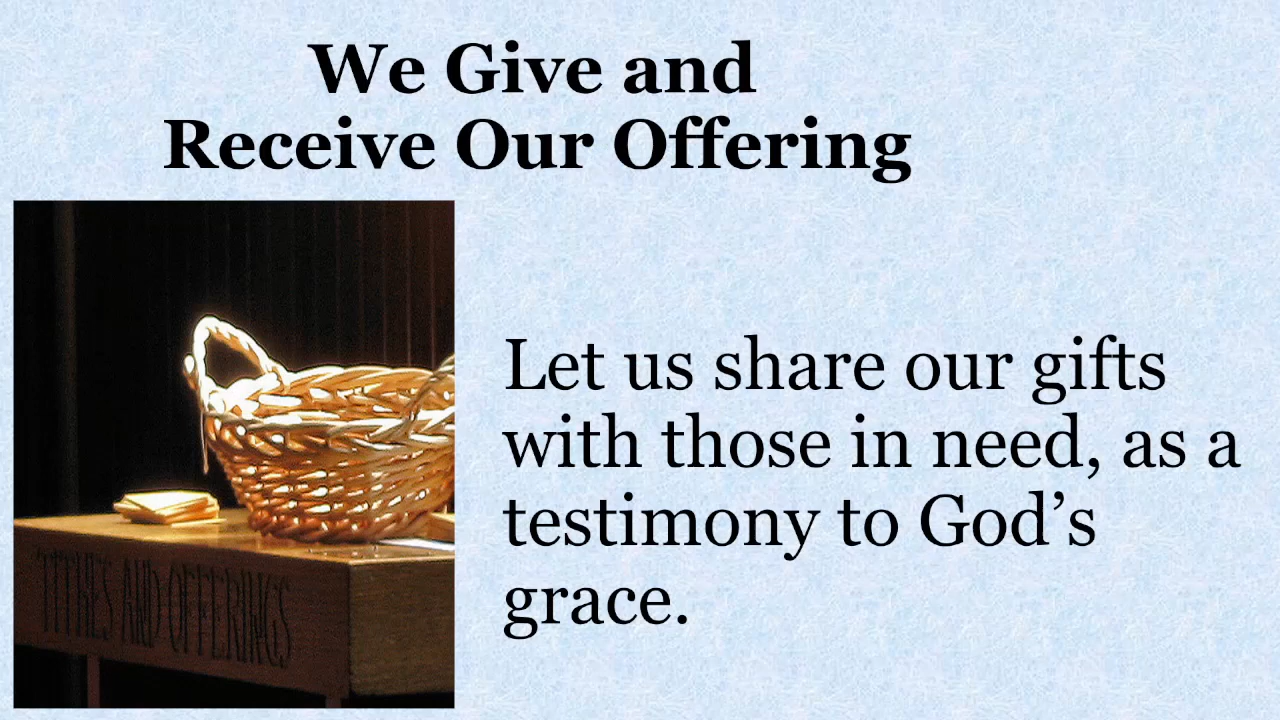 We Give and
Receive Our Offering
Let us share our gifts
with those in need, as a
testimony to God’s
grace.
TITHES AND OFFERINGS